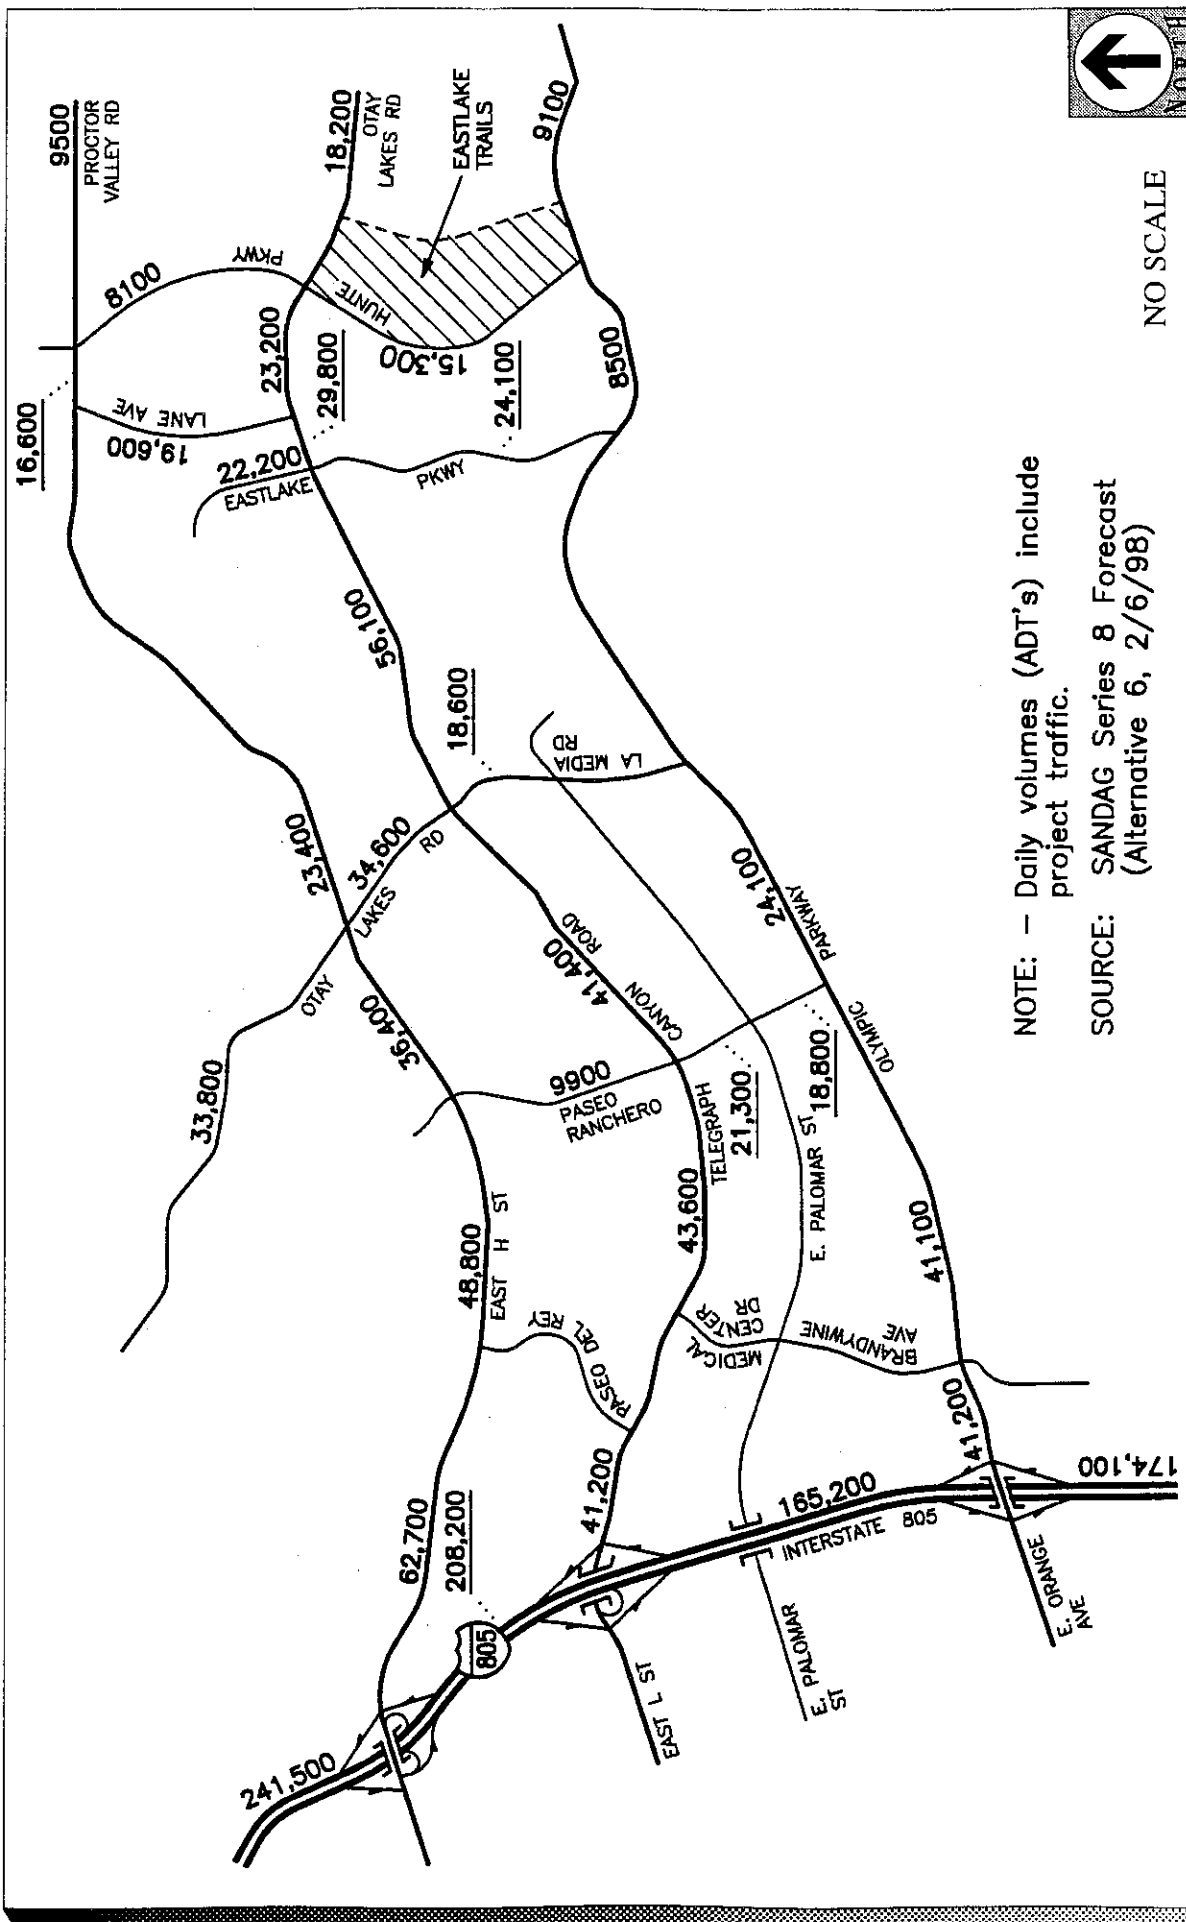 241,500
805
208,200
62,700
EAST L ST
41,200
E. PALOMAR
ST
165,200
INTERSTATE 805
E. ORANGE
AVE
174,100
41,200
PASEO DEL REY
MEDICAL
CENTER
DR
BRANDYWINE
AVE
48,800
EAST H ST
43,600
TELEGRAPH
CANYON
ROAD
41,100
OLYMPIC
PARKWAY
E. PALOMAR ST
33,800
36,400
9900
PASEO
RANCHERO
21,300
18,800
41,400
24,100
OTAY
LAKES
RD
34,600
23,400
18,600
LA MEDIA
RD
56,100
16,600
19,600
LANE AVE
22,200
EASTLAKE
PKWY
29,800
24,100
23,200
8500
8100
PKWY
HUNTE
15,300
9500
PROCTOR
VALLEY RD
18,200
OTAY
LAKES RD
EASTLAKE
TRAILS
9100
NO SCALE
NORTH
NOTE: - Daily volumes (ADT's) include
project traffic.
SOURCE: SANDAG Series 8 Forecast
(Alternative 6, 2/6/98)